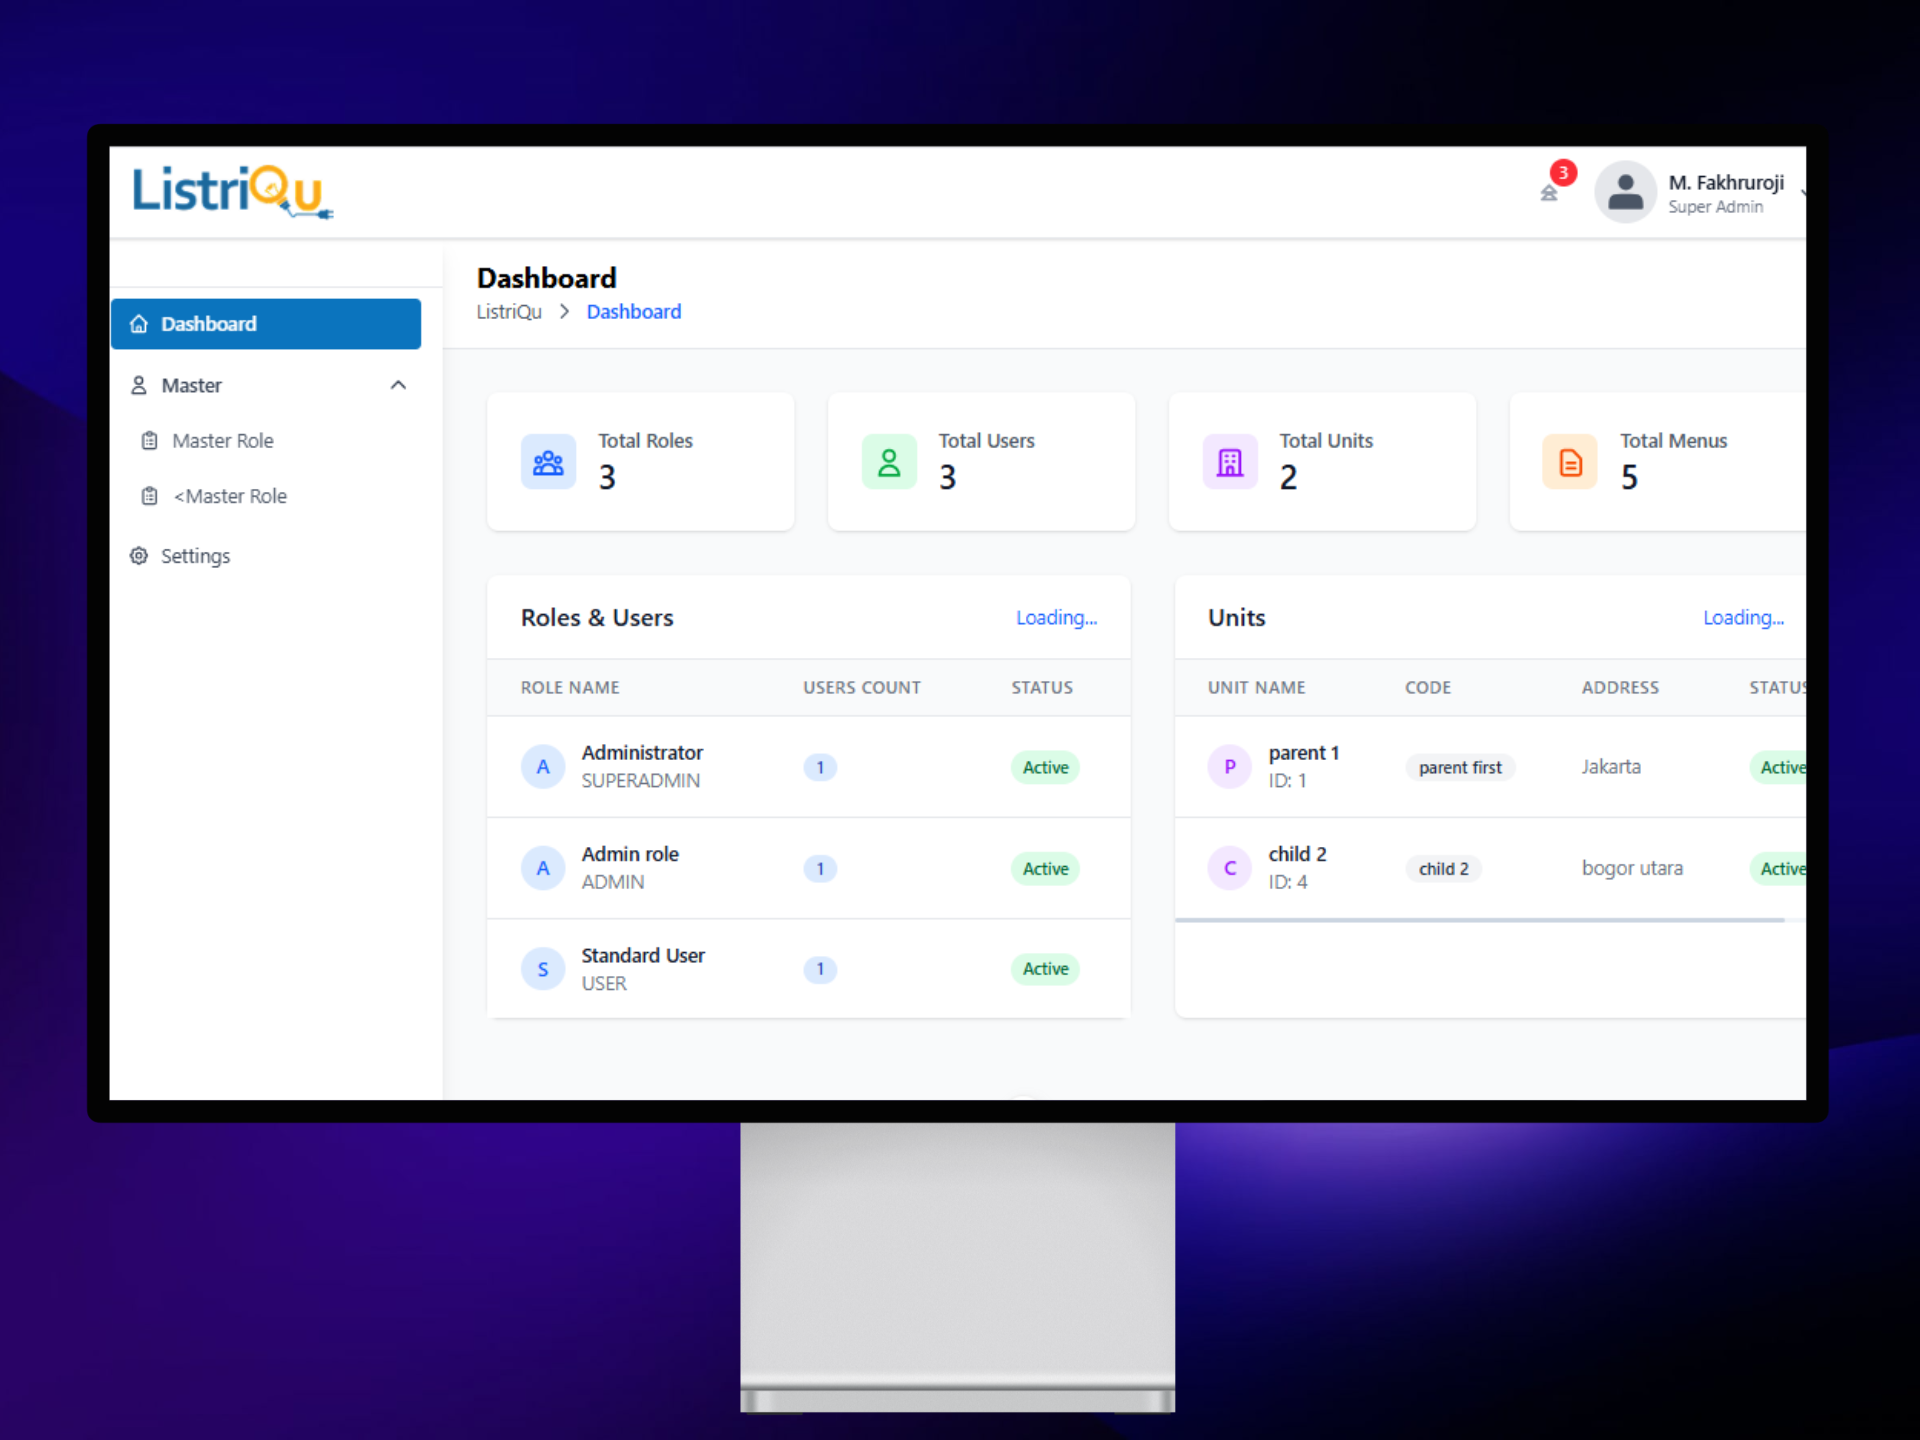 ListriQu
3
M. Fakhruroji
Super Admin
Dashboard
Master
Master Role
<Master Role
Settings
Dashboard
ListriQu > Dashboard
Total Roles
3
Total Users
3
Total Units
2
Total Menus
5
Roles & Users
Loading...
ROLE NAME USERS COUNT STATUS
A Administrator 1 Active
SUPERADMIN
A Admin role 1 Active
ADMIN
S Standard User 1 Active
USER
Units
Loading...
UNIT NAME CODE ADDRESS STATUS
P parent 1 parent first Jakarta Active
ID: 1
C child 2 child 2 bogor utara Active
ID: 4